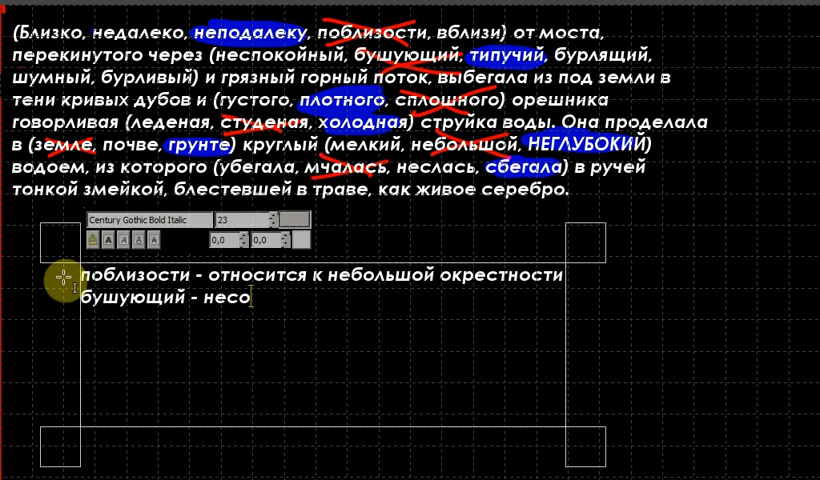 (Близко, недалеко, неподалеку, поблизости, вблизи) от моста,
перекинутого через (неспокойный, бушующий, типучий, бурлящий,
шумный, бурливый) и грязный горный поток, выбегала из под земли в
тени кривых дубов и (густого, плотного, сплошного) орешника
говорливая (леденая, студеная, холодная) струйка воды. Она проделала
в (земле, почве, грунте) круглый (мелкий, небольшой, НЕГЛУБОКИЙ)
водоем, из которого (убегала, мчалась, неслась, сбегала) в ручей
тонкой змейкой, блестевшей в траве, как живое серебро.
Century Gothic Bold Italic 23
A A A A 0,0 0,0
поблизости - относится к небольшой окрестности
бушующий - несо